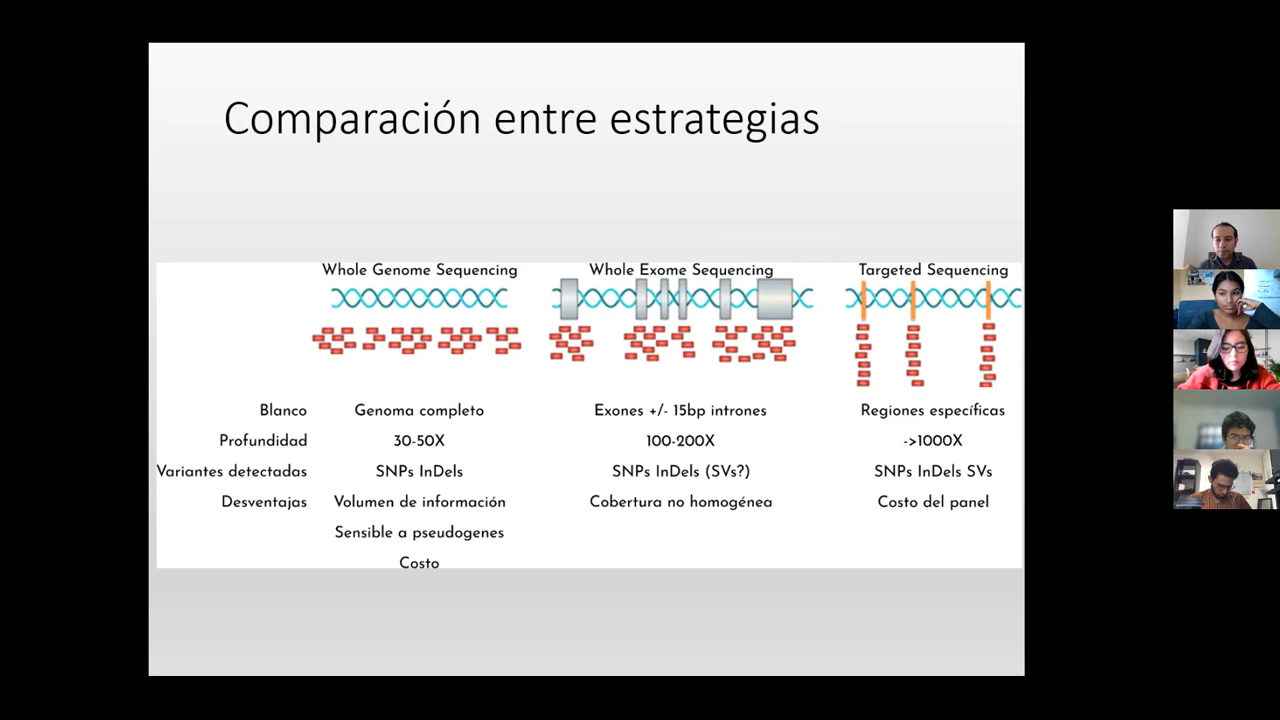 Comparación entre estrategias
Whole Genome Sequencing Whole Exome Sequencing Targeted Sequencing
Blanco Genoma completo Exones +/- 15bp intrones Regiones específicas
Profundidad 30-50X 100-200X ->1000X
Variantes detectadas SNPs InDels SNPs InDels (SVs?) SNPs InDels SVs
Desventajas Volumen de información Cobertura no homogénea Costo del panel
Sensible a pseudogenes
Costo